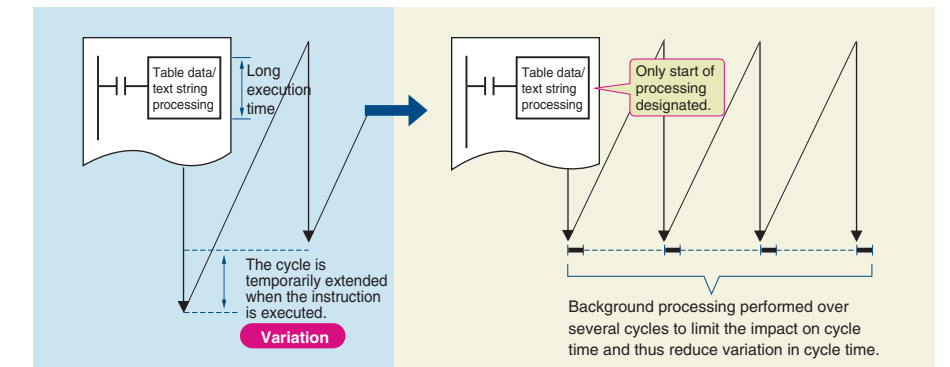 Table data/
text string
processing
Long
execution
time
The cycle is
temporarily extended
when the instruction
is executed.
Variation
Table data/
text string
processing
Only start of
processing
designated.
Background processing performed over
several cycles to limit the impact on cycle
time and thus reduce variation in cycle time.